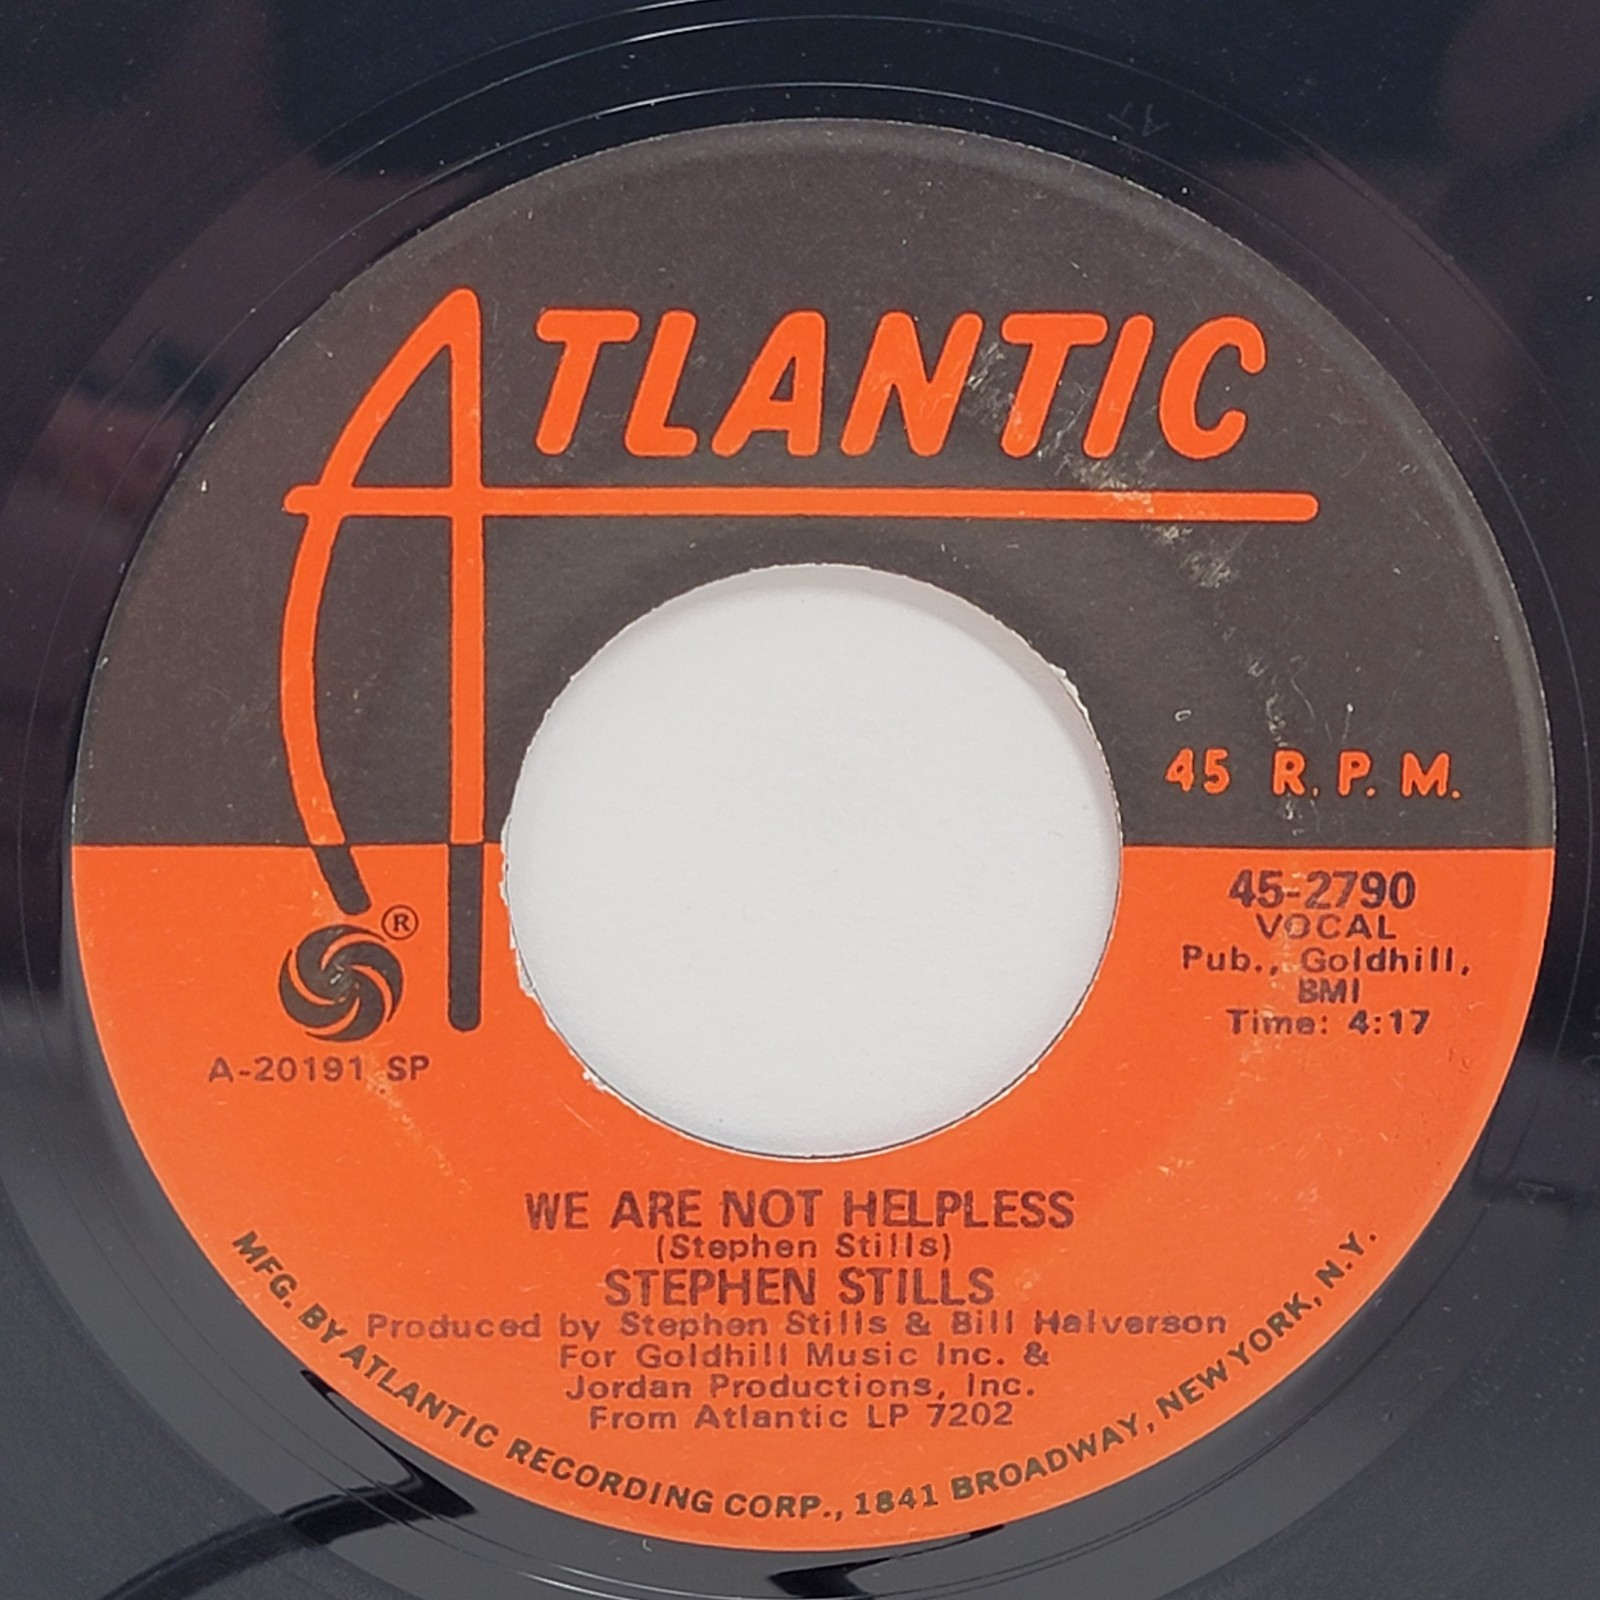 ATLANTIC
45 R.P.M.
45-2790
VOCAL
Pub., Goldhill,
BMI
Time: 4:17
®
A-20191 SP
WE ARE NOT HELPLESS
(Stephen Stills)
STEPHEN STILLS
Produced by Stephen Stills & Bill Halverson
For Goldhill Music Inc. &
Jordan Productions, Inc.
From Atlantic LP 7202
MFG. BY ATLANTIC RECORDING CORP., 1841 BROADWAY, NEW YORK, N.Y.